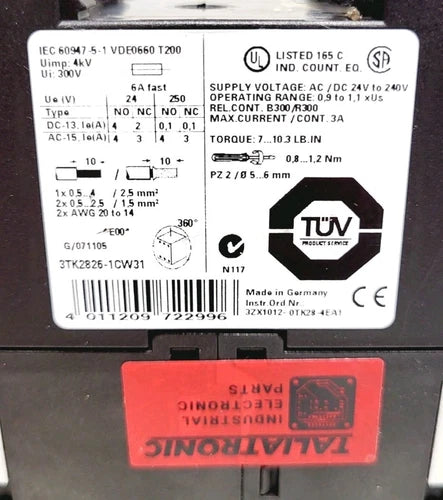 IEC 60947-5-1 VDE0660 T200
Uimp: 4kV
Ui: 300V
6A fast
Ue (V) 24 250
Type NO NC NO NC
DC-13, Ie(A) 4 2 0,1 0,1
AC-15, Ie(A) 4 3 4 3
10 10
1x 0,5...4 / 2,5 mm²
2x 0,5...2,5 / 1,5 mm²
2x AWG 20 to 14
*E00* 360°
G/071105
3TK2826-1CW31
UL LISTED 165 C
IND. COUNT. EQ. SA
SUPPLY VOLTAGE: AC / DC 24V to 240V
OPERATING RANGE: 0,9 to 1,1 xUs
REL.CONT. B300/R300
MAX.CURRENT / CONT. 3A
TORQUE: 7...10.3 LB.IN
0,8...1,2 Nm
PZ 2 / Ø 5...6 mm
N117
TÜV
PRODUCT SERVICE
Made in Germany
Instr.Ord Nr.:
3ZX1012-0TK28-4EA1
CE
4 011209 722996
TALIATRONIC
INDUSTRIAL
ELECTRONIC
PARTS